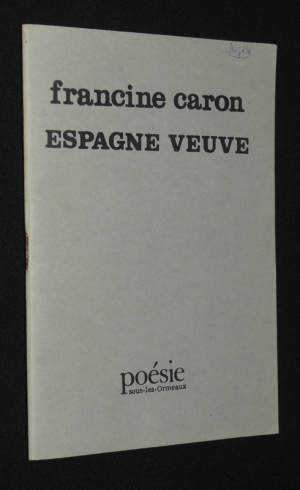 francine caron
ESPAGNE VEUVE
poésie
sous-les-Ormeaux